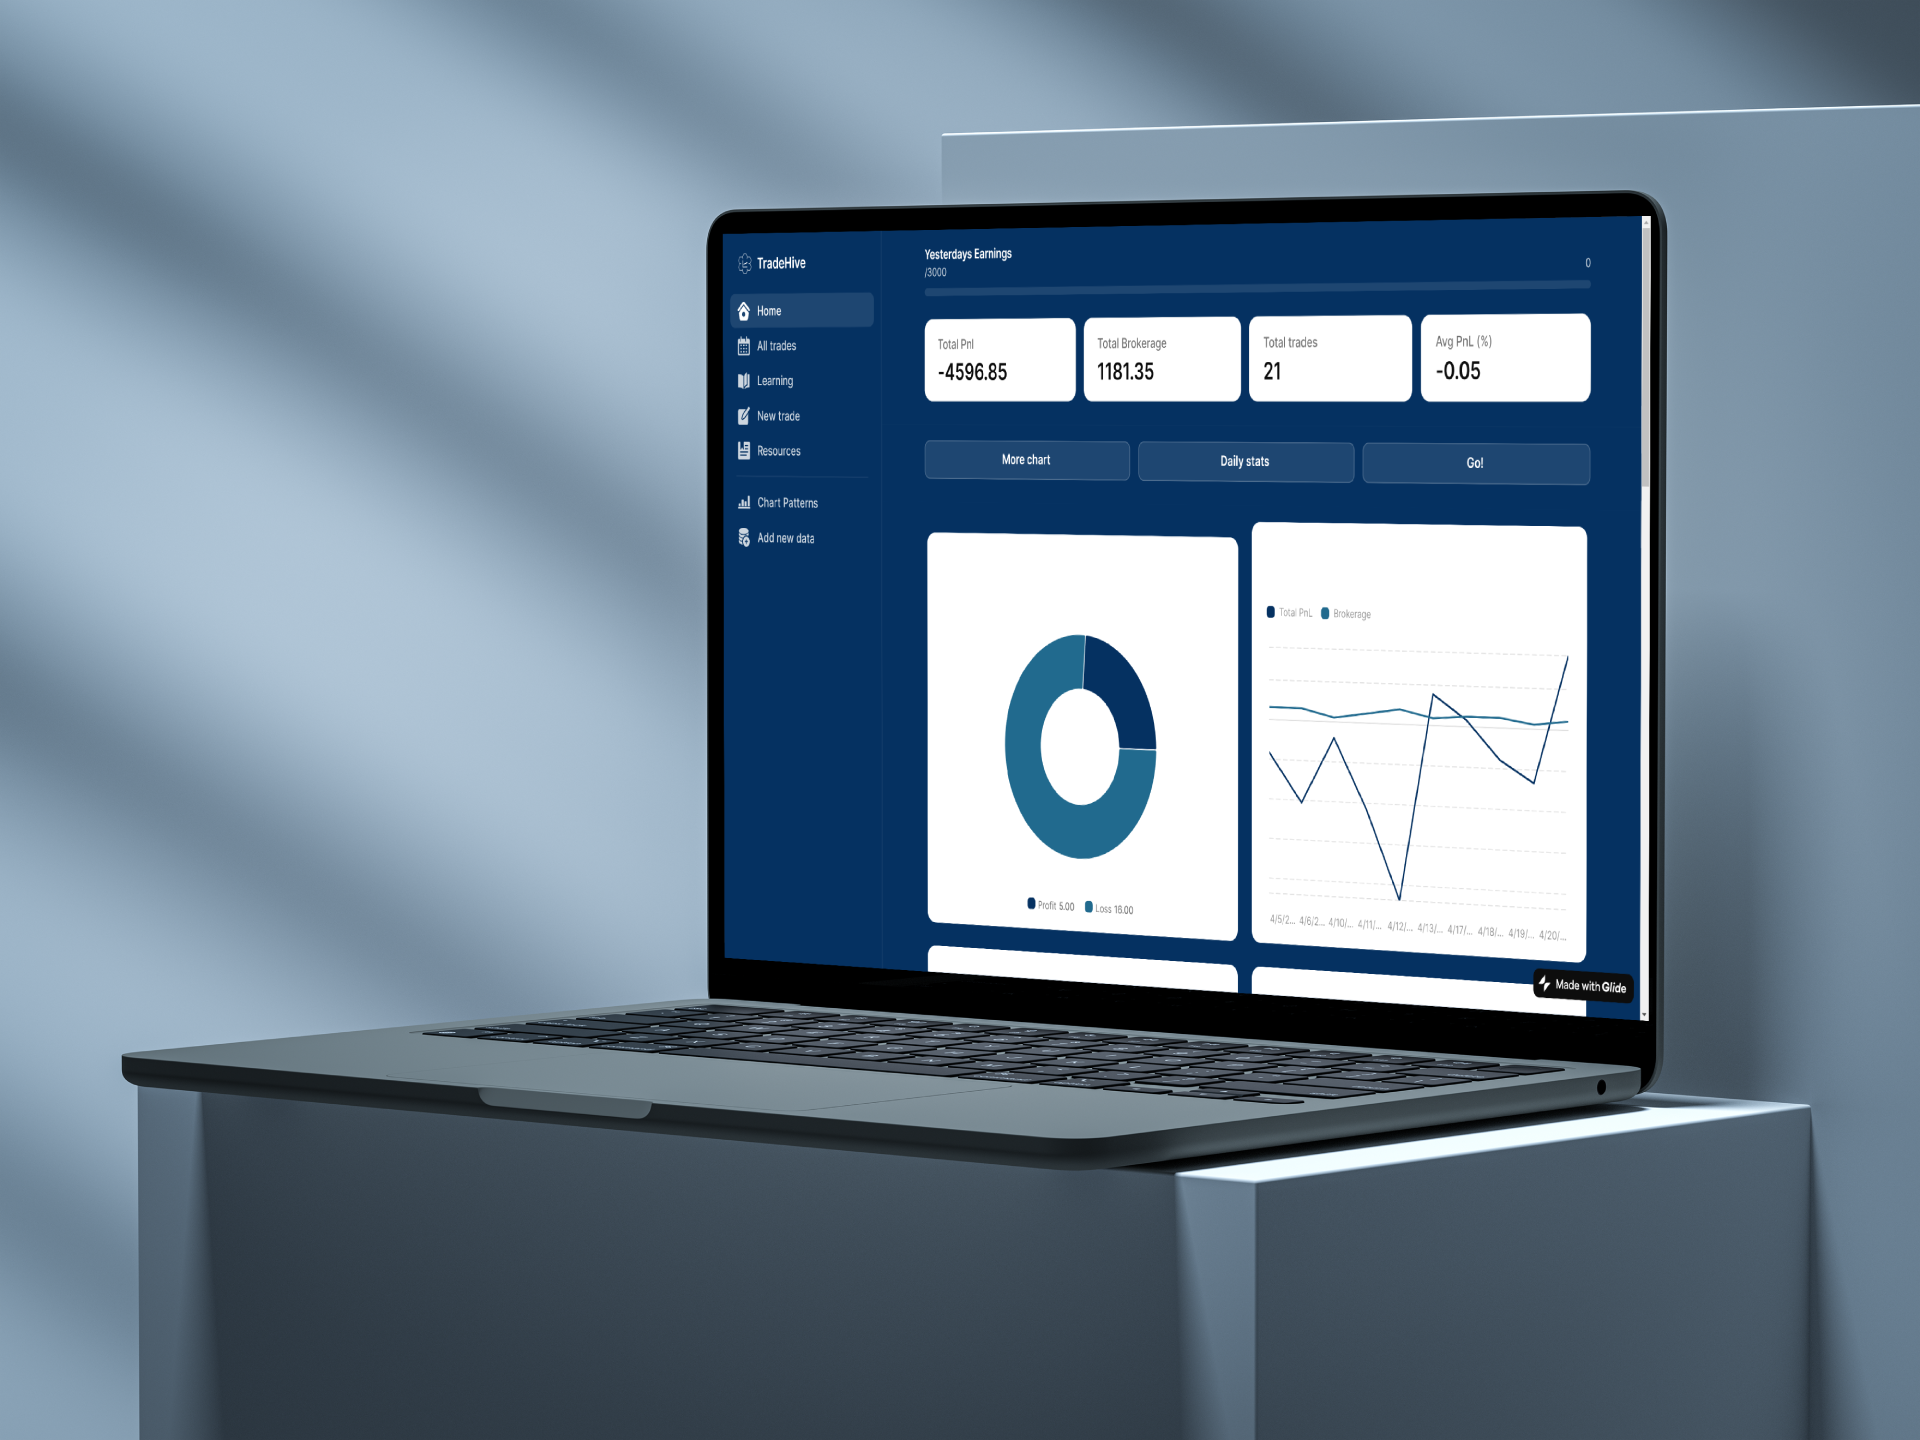 TradeHive
Home
All trades
Learning
New trade
Resources
Chart Patterns
Add new data
Yesterdays Earnings
/3000
0
Total Pnl
-4596.85
Total Brokerage
1181.35
Total trades
21
Avg PnL (%)
-0.05
More chart
Daily stats
Go!
Profit 5.00
Loss 16.00
Total PnL
Brokerage
4/5/2... 4/6/2... 4/10/... 4/11/... 4/12/... 4/13/... 4/17/... 4/18/... 4/19/... 4/20/...
Made with Glide